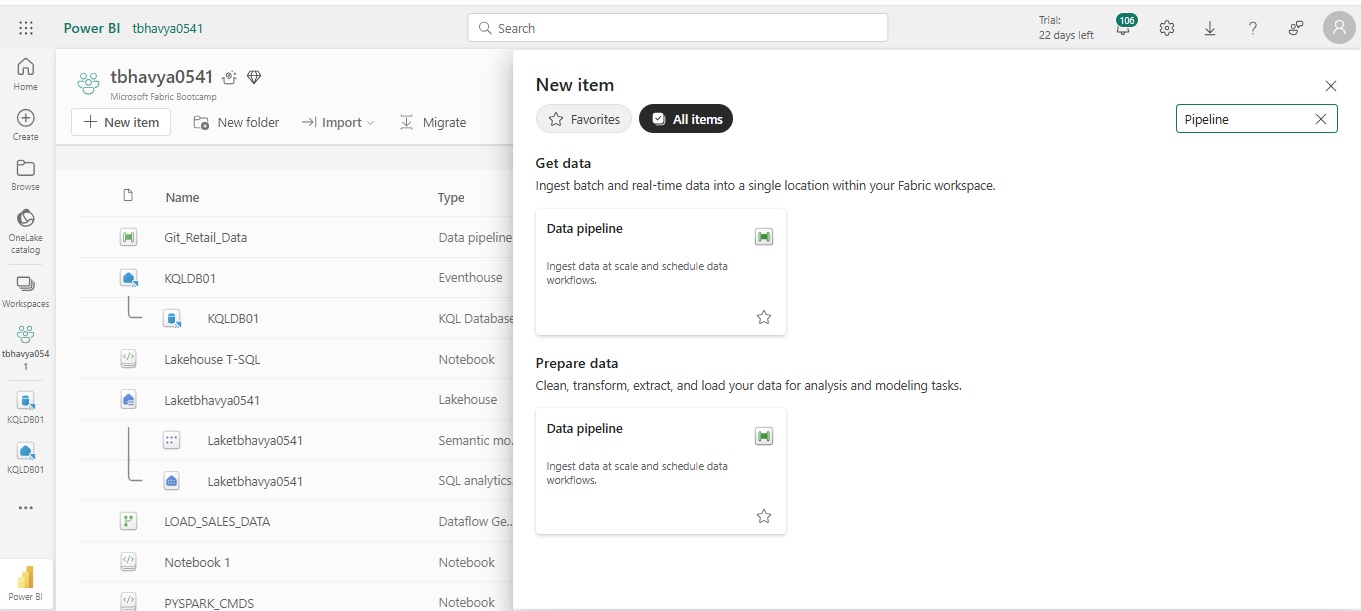 Power BI tbhavya0541
Search
Trial:
22 days left
106
Home
Create
Browse
OneLake
catalog
Workspaces
tbhavya054
1
KQLDB01
KQLDB01
Power BI
tbhavya0541
Microsoft Fabric Bootcamp
New item
New folder
Import
Migrate
Name Type
Git_Retail_Data Data pipeline
KQLDB01 Eventhouse
KQLDB01 KQL Database
Lakehouse T-SQL Notebook
Laketbhavya0541 Lakehouse
Laketbhavya0541 Semantic mo...
Laketbhavya0541 SQL analytics
LOAD_SALES_DATA Dataflow Ge...
Notebook 1 Notebook
PYSPARK_CMDS Notebook
New item
Favorites
All items
Pipeline
Get data
Ingest batch and real-time data into a single location within your Fabric workspace.
Data pipeline
Ingest data at scale and schedule data
workflows.
Prepare data
Clean, transform, extract, and load your data for analysis and modeling tasks.
Data pipeline
Ingest data at scale and schedule data
workflows.